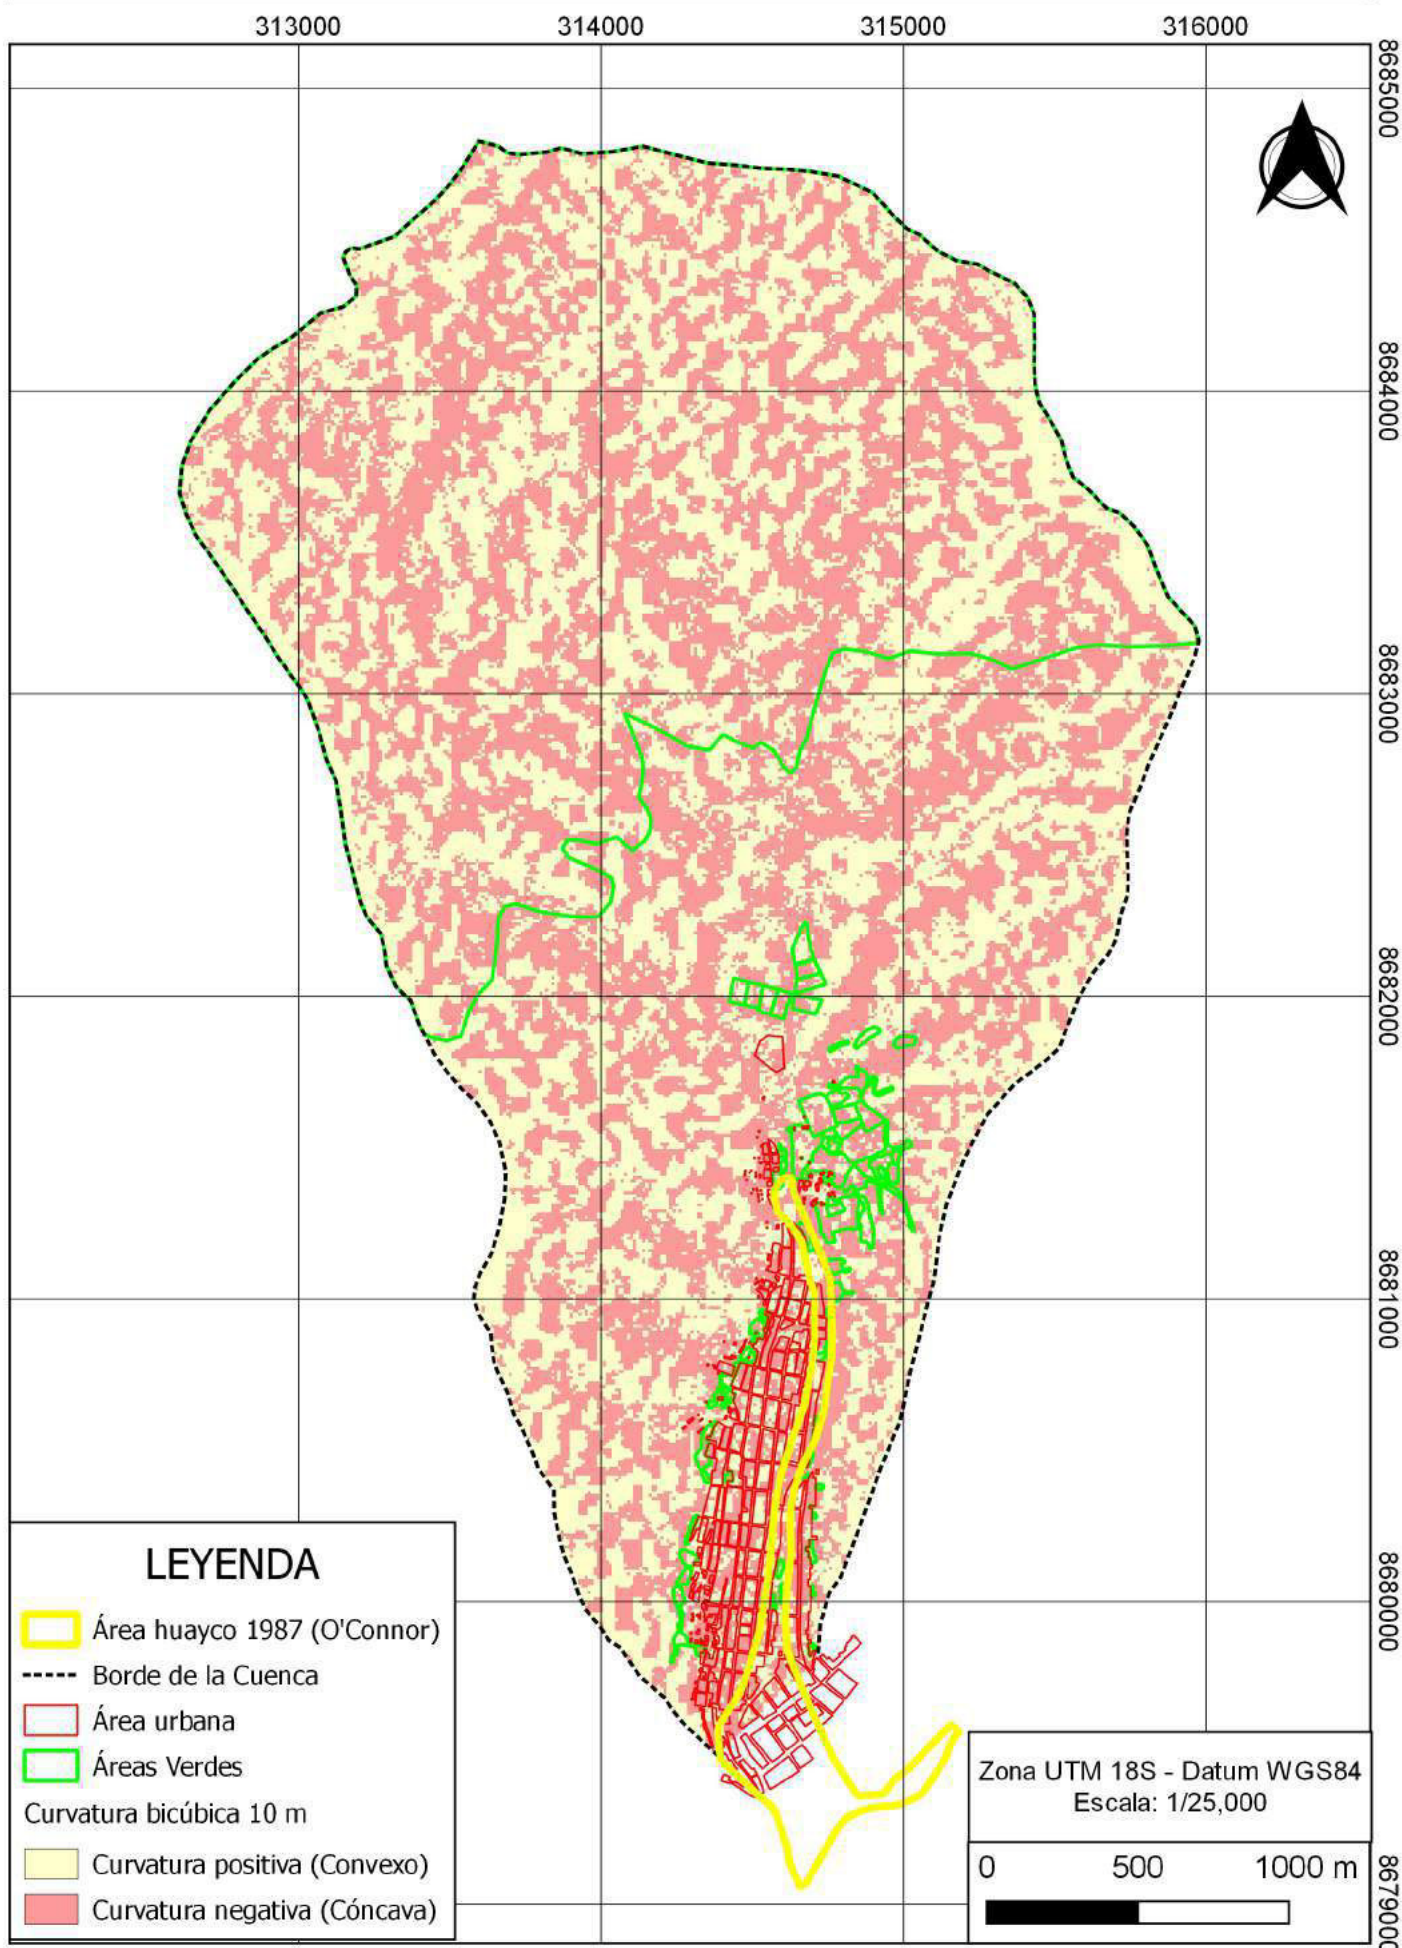 313000 314000 315000 316000
8685000
8684000
8683000
8682000
8681000
8680000
8679000
LEYENDA
Área huayco 1987 (O'Connor)
Borde de la Cuenca
Área urbana
Áreas Verdes
Curvatura bicúbica 10 m
Curvatura positiva (Convexo)
Curvatura negativa (Cóncava)
Zona UTM 18S - Datum WGS84
Escala: 1/25,000
0 500 1000 m